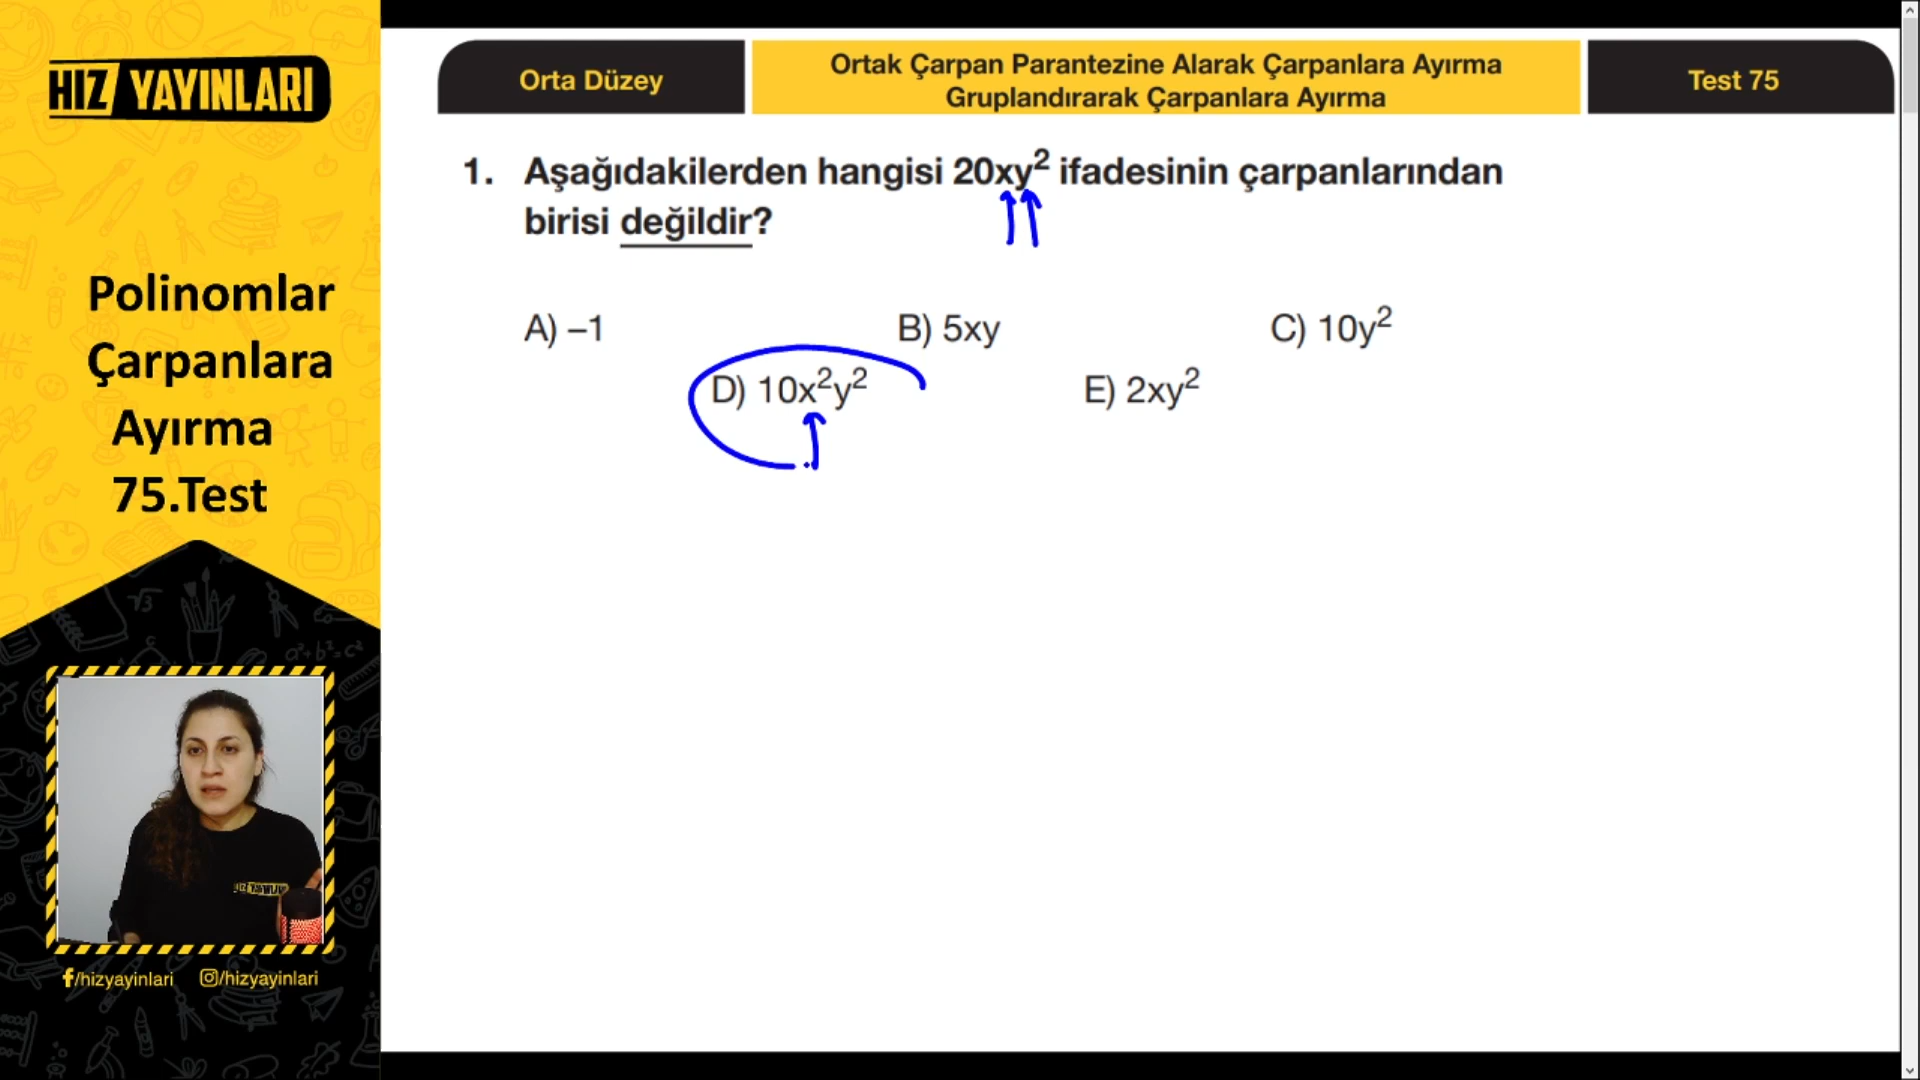 HIZ YAYINLARI
Polinomlar
Çarpanlara
Ayırma
75.Test
f/hizyayinlari /hizyayinlari
Orta Düzey
Ortak Çarpan Parantezine Alarak Çarpanlara Ayırma
Gruplandırarak Çarpanlara Ayırma
Test 75
1. Aşağıdakilerden hangisi 20xy² ifadesinin çarpanlarından
birisi değildir?
A) –1 B) 5xy C) 10y²
D) 10x²y² E) 2xy²